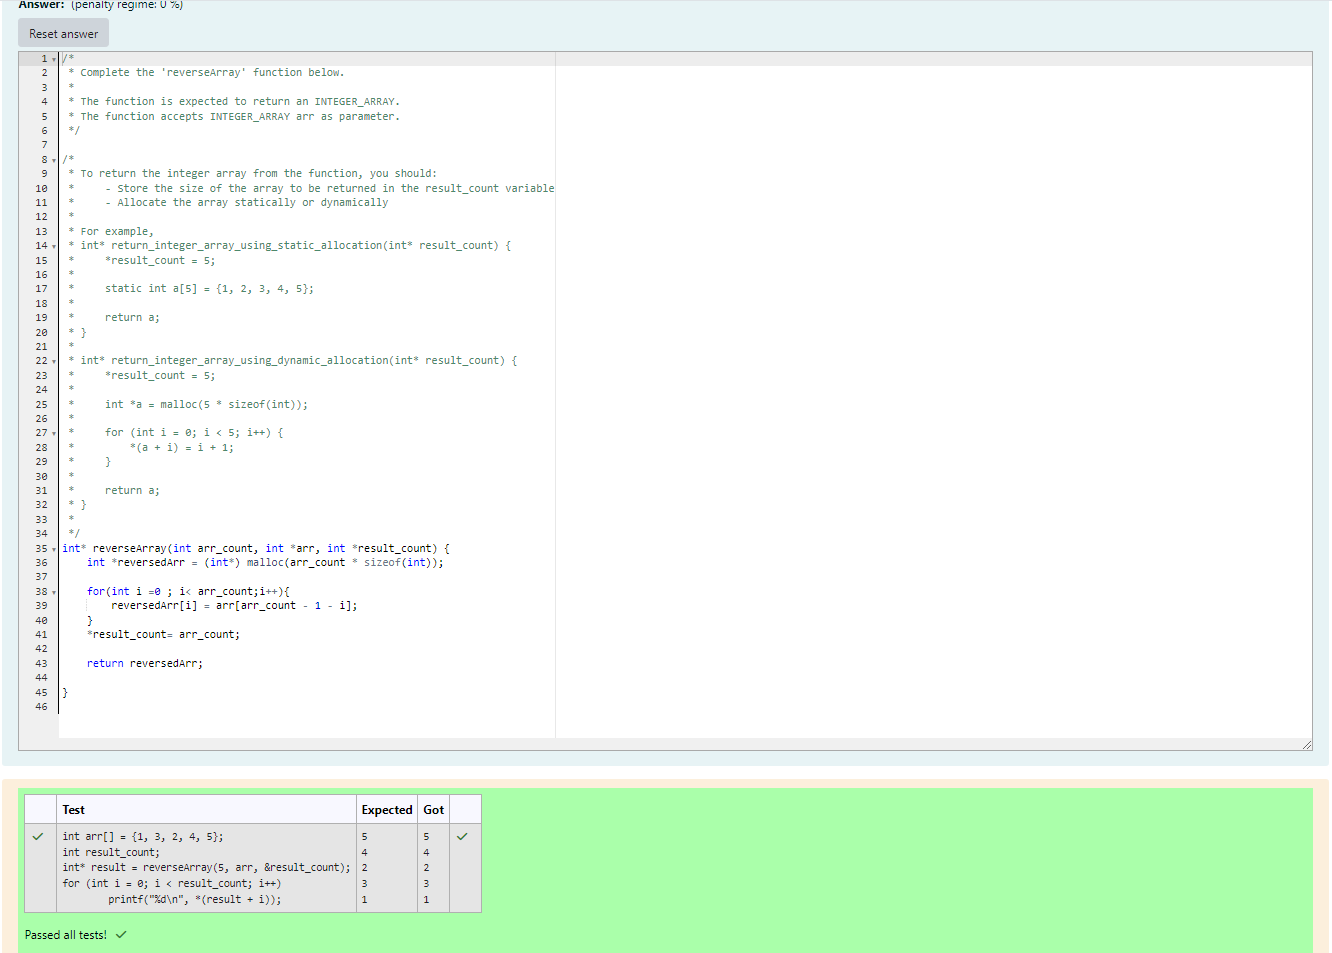 Answer: (penalty regime: 0 %)
Reset answer
1 /*
2  * Complete the 'reverseArray' function below.
3  *
4  * The function is expected to return an INTEGER_ARRAY.
5  * The function accepts INTEGER_ARRAY arr as parameter.
6  */
7
8 /*
9  * To return the integer array from the function, you should:
10  *     - Store the size of the array to be returned in the result_count variable
11  *     - Allocate the array statically or dynamically
12  *
13  * For example,
14  * int* return_integer_array_using_static_allocation(int* result_count) {
15  *     *result_count = 5;
16  *
17  *     static int a[5] = {1, 2, 3, 4, 5};
18  *
19  *     return a;
20  * }
21  *
22  * int* return_integer_array_using_dynamic_allocation(int* result_count) {
23  *     *result_count = 5;
24  *
25  *     int *a = malloc(5 * sizeof(int));
26  *
27  *     for (int i = 0; i < 5; i++) {
28  *         *(a + i) = i + 1;
29  *     }
30  *
31  *     return a;
32  * }
33  *
34  */
35 int* reverseArray(int arr_count, int *arr, int *result_count) {
36     int *reversedArr = (int*) malloc(arr_count * sizeof(int));
37
38     for(int i =0 ; i< arr_count;i++){
39         reversedArr[i] = arr[arr_count - 1 - i];
40     }
41     *result_count= arr_count;
42
43     return reversedArr;
44
45 }
46
Test Expected Got
int arr[] = {1, 3, 2, 4, 5}; 5 5
int result_count; 4 4
int* result = reverseArray(5, arr, &result_count); 2 2
for (int i = 0; i < result_count; i++) 3 3
printf("%d\n", *(result + i)); 1 1
Passed all tests!